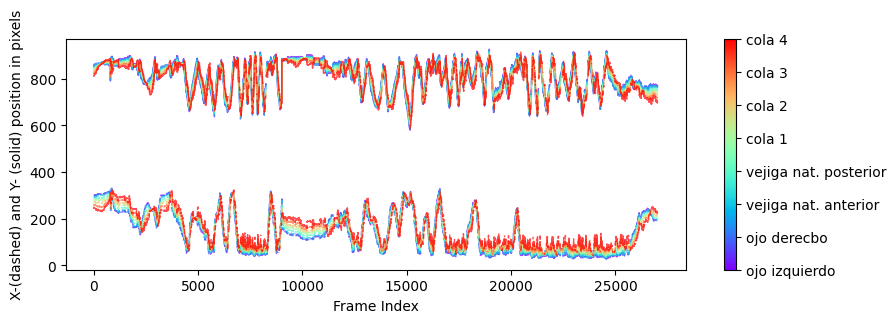 X-(dashed) and Y- (solid) position in pixels
800
600
400
200
0
0 5000 10000 15000 20000 25000
Frame Index
cola 4
cola 3
cola 2
cola 1
vejiga nat. posterior
vejiga nat. anterior
ojo derecbo
ojo izquierdo